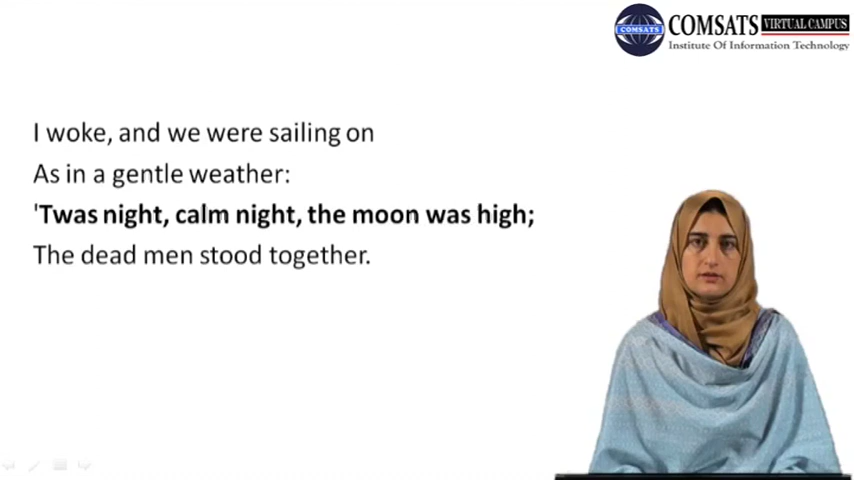 COMSATS VIRTUAL CAMPUS
Institute Of Information Technology
COMSATS
I woke, and we were sailing on
As in a gentle weather:
'Twas night, calm night, the moon was high;
The dead men stood together.